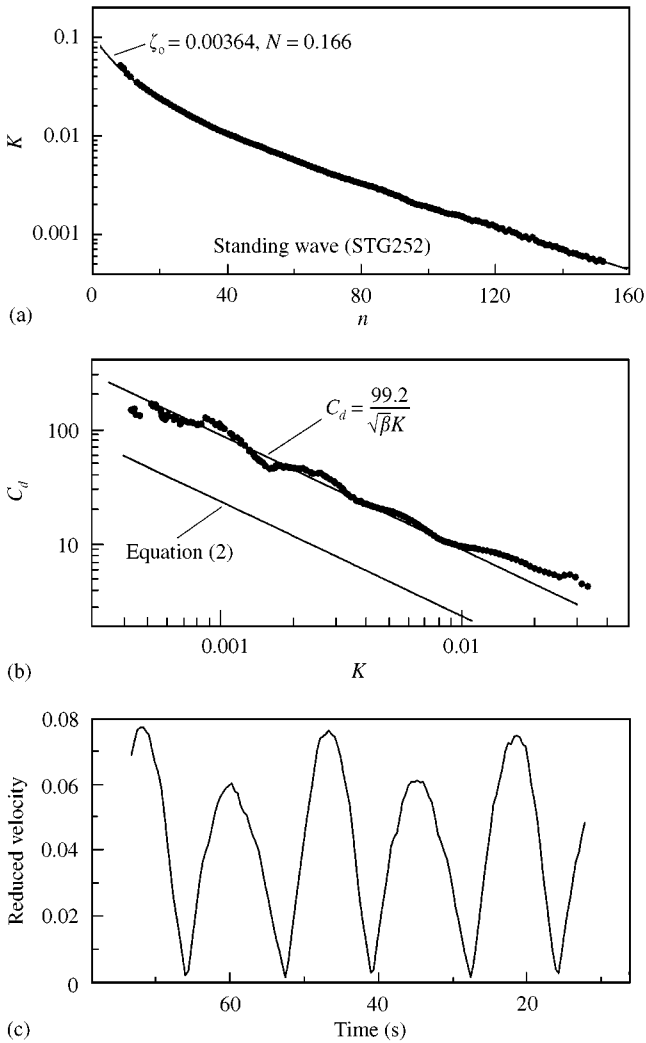 0.1
0.01
0.001
K
ζo = 0.00364, N = 0.166
Standing wave (STG252)
0 40 80 120 160
n
(a)
100
10
Cd
Cd = 99.2 / √β K
Equation (2)
0.001 0.01
K
(b)
0.08
0.06
0.04
0.02
0
Reduced velocity
60 40 20
Time (s)
(c)